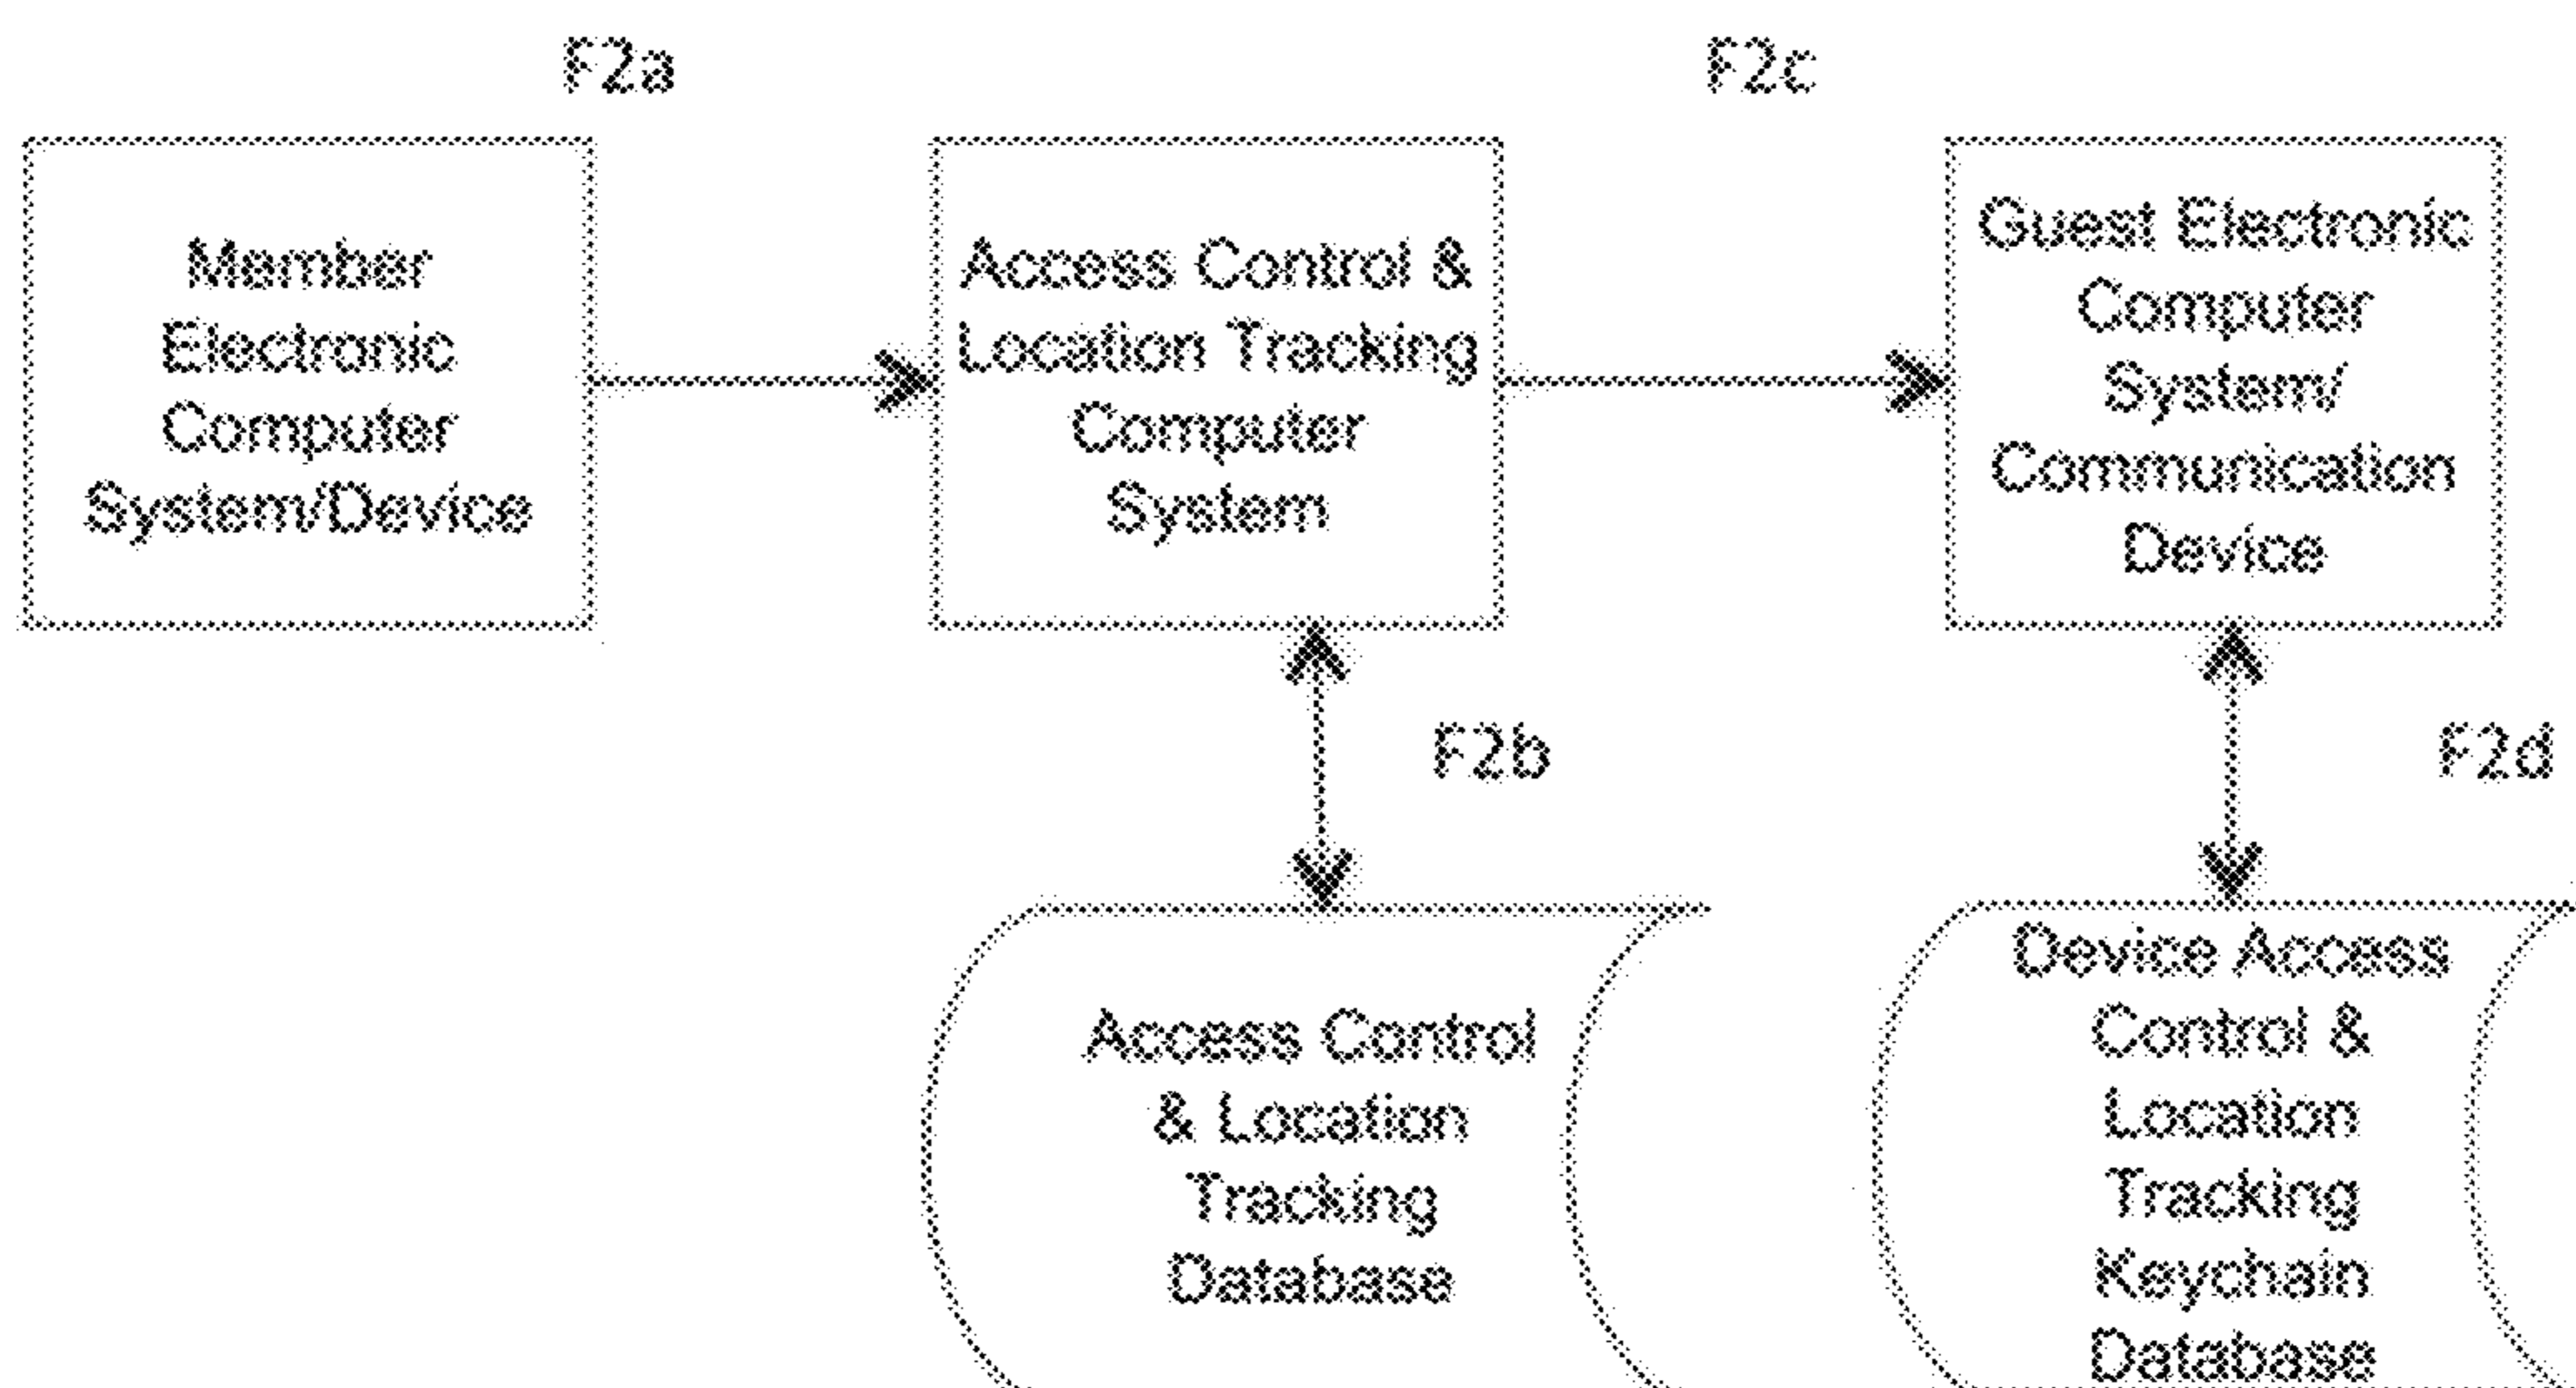 F2a
F2c
Member
Electronic
Computer
System/Device
Access Control &
Location Tracking
Computer
System
Guest Electronic
Computer
System/
Communication
Device
F2b
F2d
Access Control
& Location
Tracking
Database
Device Access
Control &
Location
Tracking
Keychain
Database